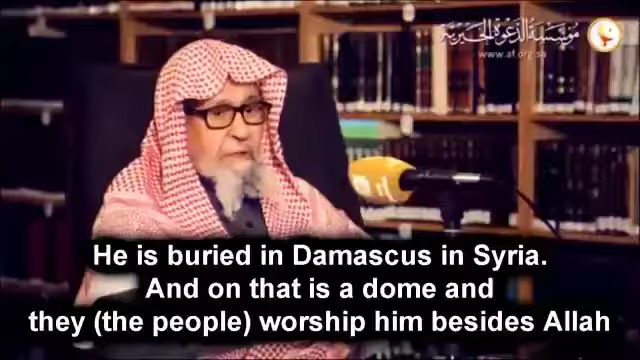 مؤسسة الدعوة الخيرية
www.af.org.sa
He is buried in Damascus in Syria.
And on that is a dome and
they (the people) worship him besides Allah